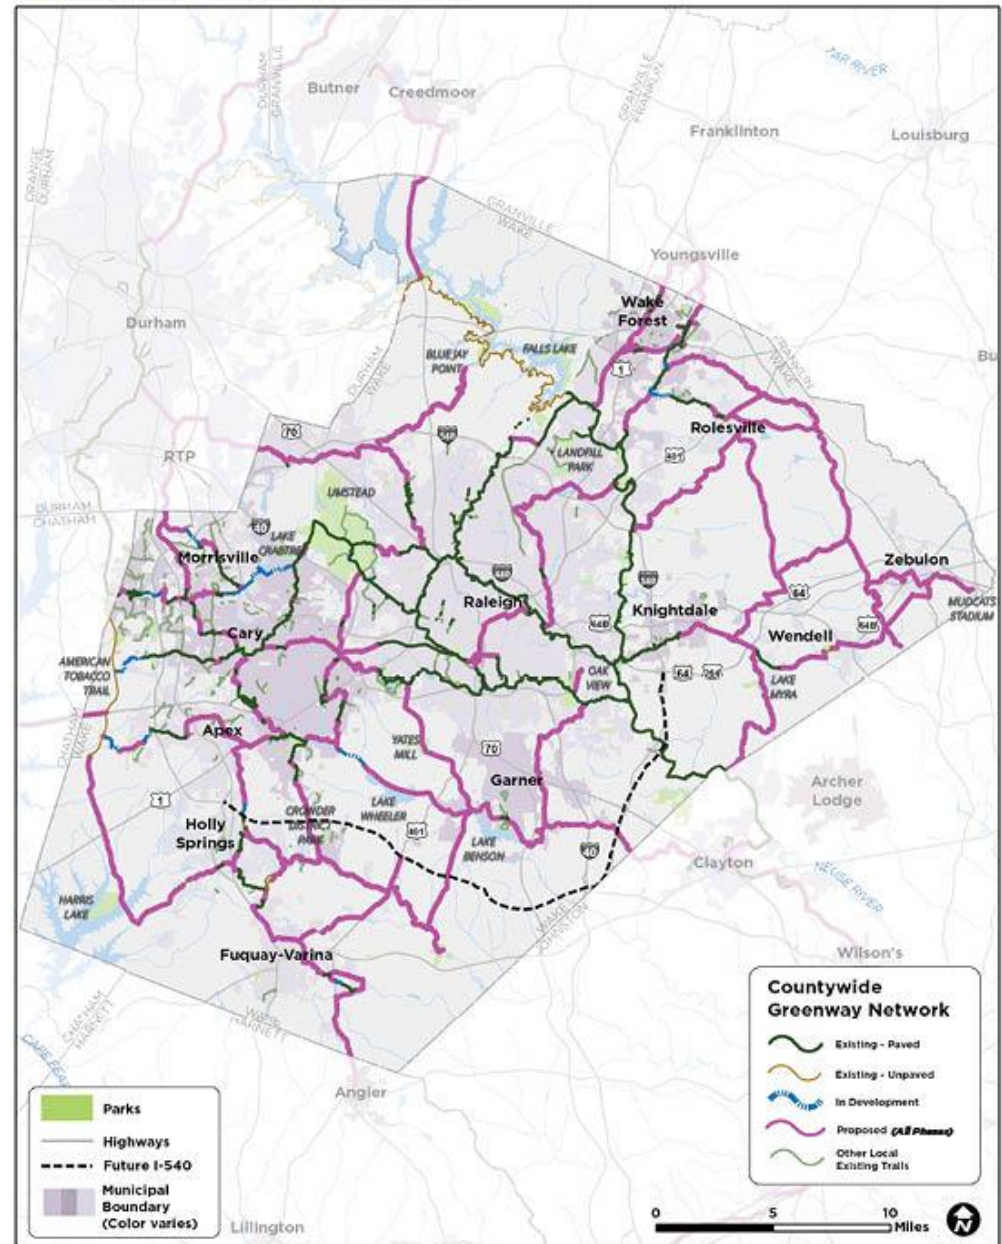 TAR RIVER
DURHAM
GRANVILLE
GRANVILLE
FRANKLIN
Butner
Creedmoor
Franklinton
Louisburg
ORANGE
DURHAM
GRANVILLE
WAKE
Youngsville
Wake
Forest
Durham
BLUE JAY
POINT
FALLS LAKE
1
FRANKLIN
WAKE
DURHAM
WAKE
Rolesville
70
540
401
RTP
LANDFILL
PARK
UMSTEAD
DURHAM
CHATHAM
40
LAKE
CRABTREE
Morrisville
Zebulon
440
540
64
Raleigh
Knightdale
MUDCATS
STADIUM
64B
64B
Cary
Wendell
AMERICAN
TOBACCO
TRAIL
OAK
VIEW
64
264
LAKE
MYRA
CHATHAM
WAKE
Apex
YATES
MILL
70
Garner
Archer
Lodge
1
CROWDER
DISTRICT
PARK
LAKE
WHEELER
Holly
Springs
401
LAKE
BENSON
40
Clayton
NEUSE RIVER
HARRIS
LAKE
WAKE
JOHNSTON
Fuquay-Varina
Wilson's
CHATHAM
HARNETT
WAKE
HARNETT
Angier
Lillington
Parks
Highways
Future I-540
Municipal
Boundary
(Color varies)
Countywide
Greenway Network
Existing - Paved
Existing - Unpaved
In Development
Proposed (All Phases)
Other Local
Existing Trails
0 5 10
Miles
N